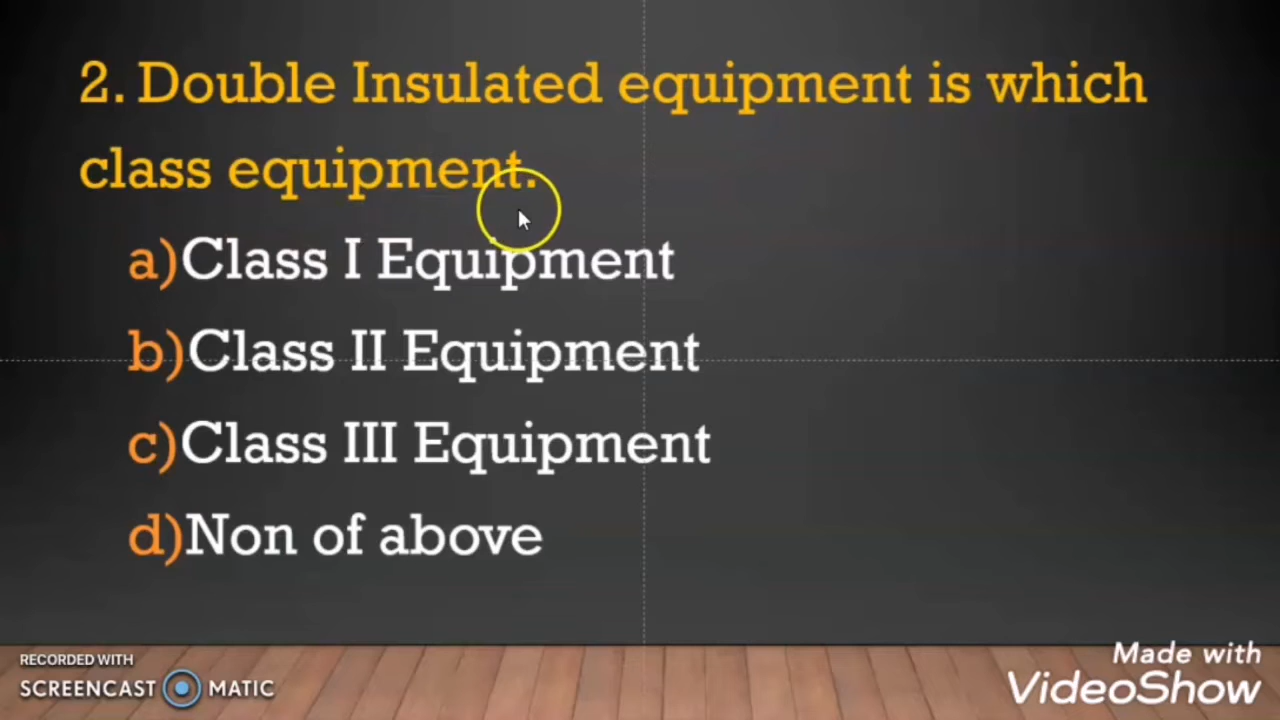 2. Double Insulated equipment is which
class equipment.
a)Class I Equipment
b)Class II Equipment
c)Class III Equipment
d)Non of above
RECORDED WITH
SCREENCAST MATIC
Made with
VideoShow